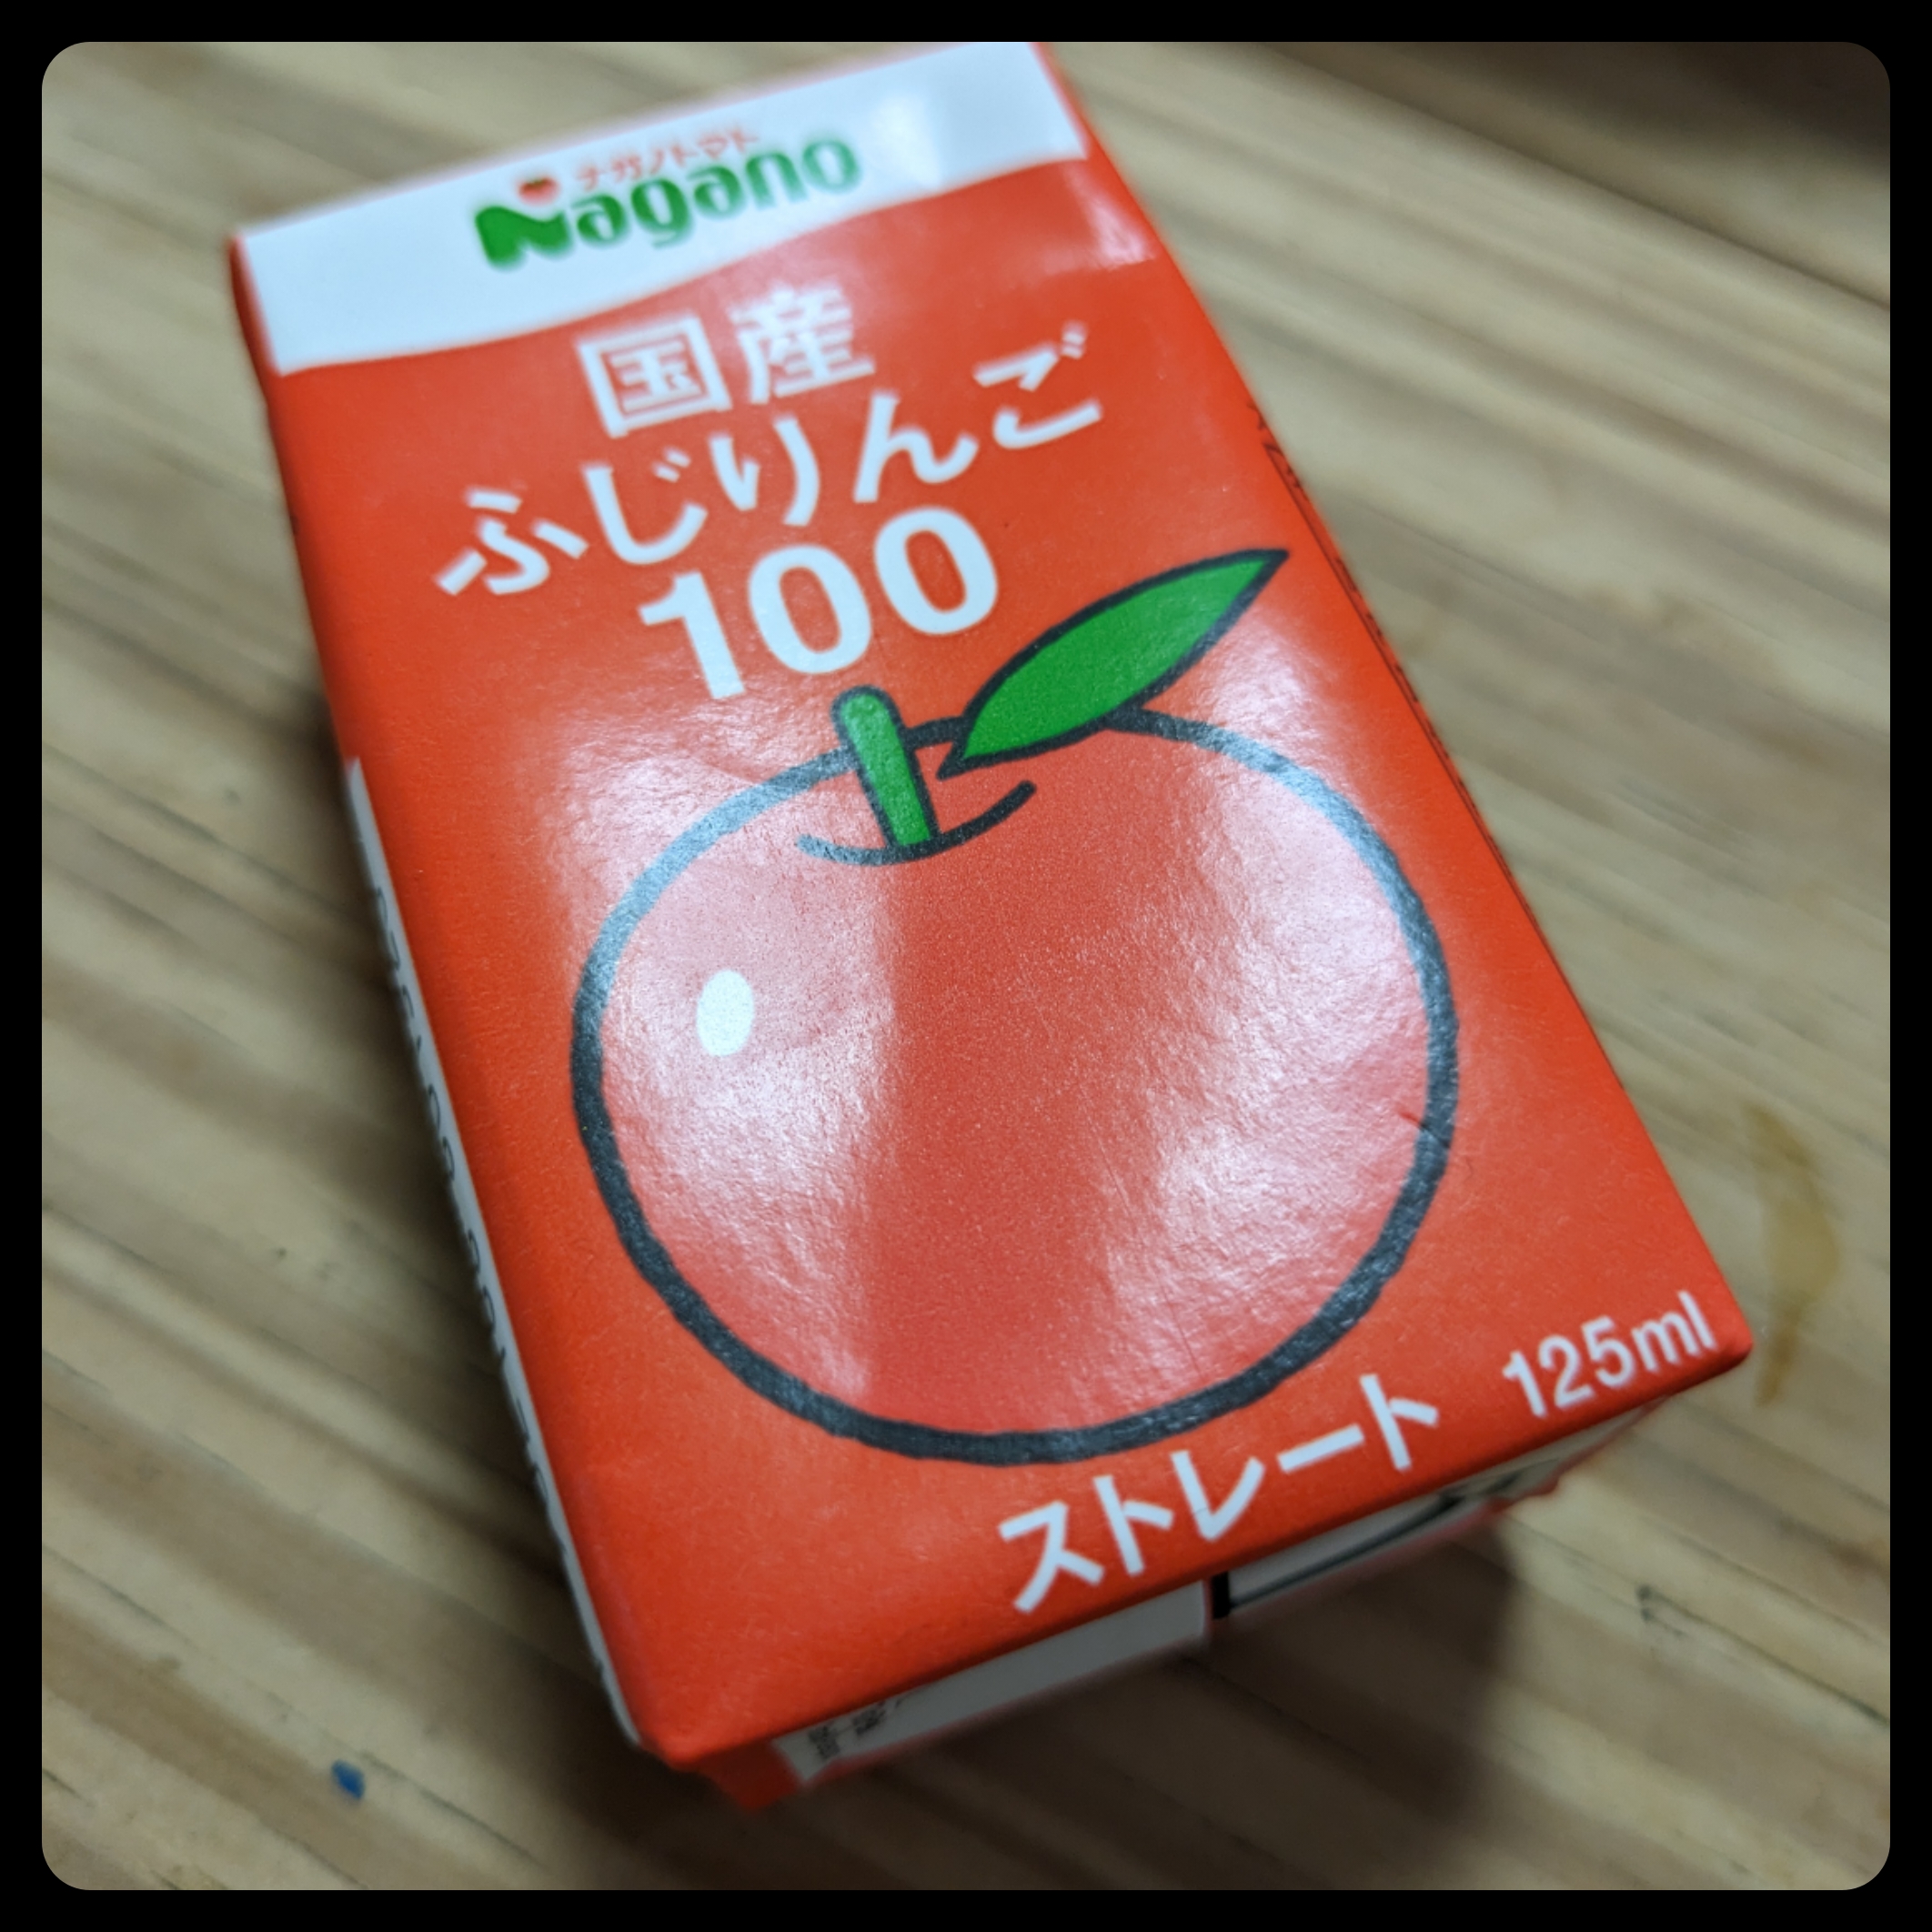 ナガノトマト
Nagano
国産
ふじりんご
100
ストレート 125ml